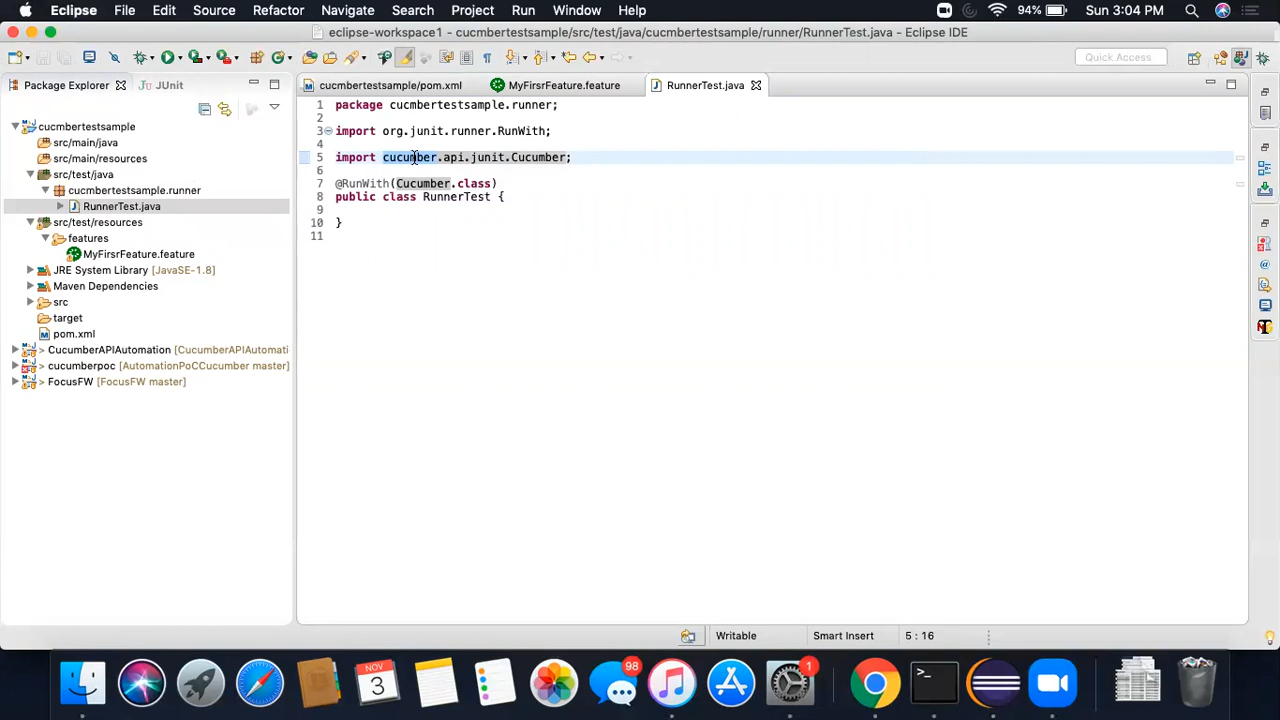 Eclipse File Edit Source Refactor Navigate Search Project Run Window Help 94% Sun 3:04 PM
eclipse-workspace1 - cucmbertestsample/src/test/java/cucmbertestsample/runner/RunnerTest.java - Eclipse IDE
Quick Access
Package Explorer JUnit
cucmbertestsample/pom.xml MyFirsrFeature.feature RunnerTest.java
cucmbertestsample
src/main/java
src/main/resources
src/test/java
cucmbertestsample.runner
RunnerTest.java
src/test/resources
features
MyFirsrFeature.feature
JRE System Library [JavaSE-1.8]
Maven Dependencies
src
target
pom.xml
> CucumberAPIAutomation [CucumberAPIAutomati
> cucumberpoc [AutomationPoCCucumber master]
> FocusFW [FocusFW master]
1 package cucmbertestsample.runner;
2
3 import org.junit.runner.RunWith;
4
5 import cucumber.api.junit.Cucumber;
6
7 @RunWith(Cucumber.class)
8 public class RunnerTest {
9
10 }
11
Writable Smart Insert 5 : 16
NOV
3
98
1